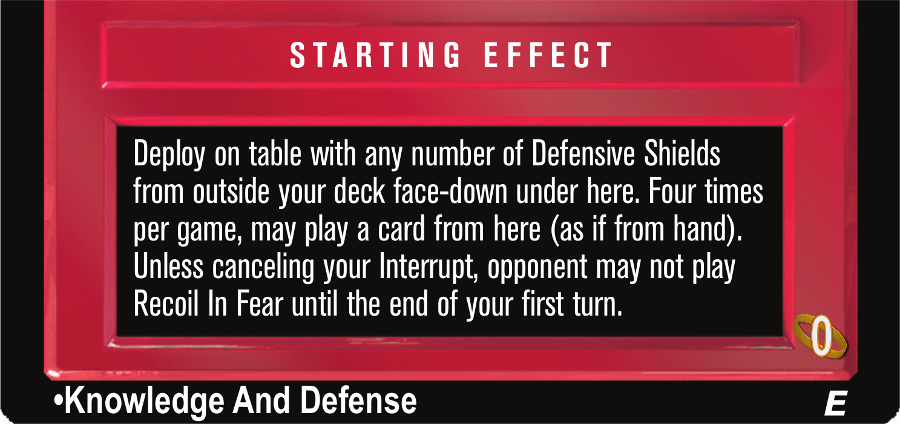 STARTING EFFECT
Deploy on table with any number of Defensive Shields
from outside your deck face-down under here. Four times
per game, may play a card from here (as if from hand).
Unless canceling your Interrupt, opponent may not play
Recoil In Fear until the end of your first turn.
0
•Knowledge And Defense
E